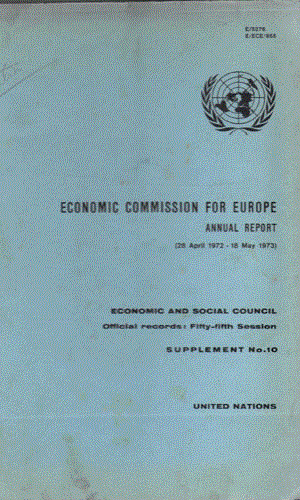 E/5276
E/ECE/855
ECONOMIC COMMISSION FOR EUROPE
ANNUAL REPORT
(28 April 1972 - 18 May 1973)
ECONOMIC AND SOCIAL COUNCIL
Official records: Fifty-fifth Session
SUPPLEMENT No.10
UNITED NATIONS